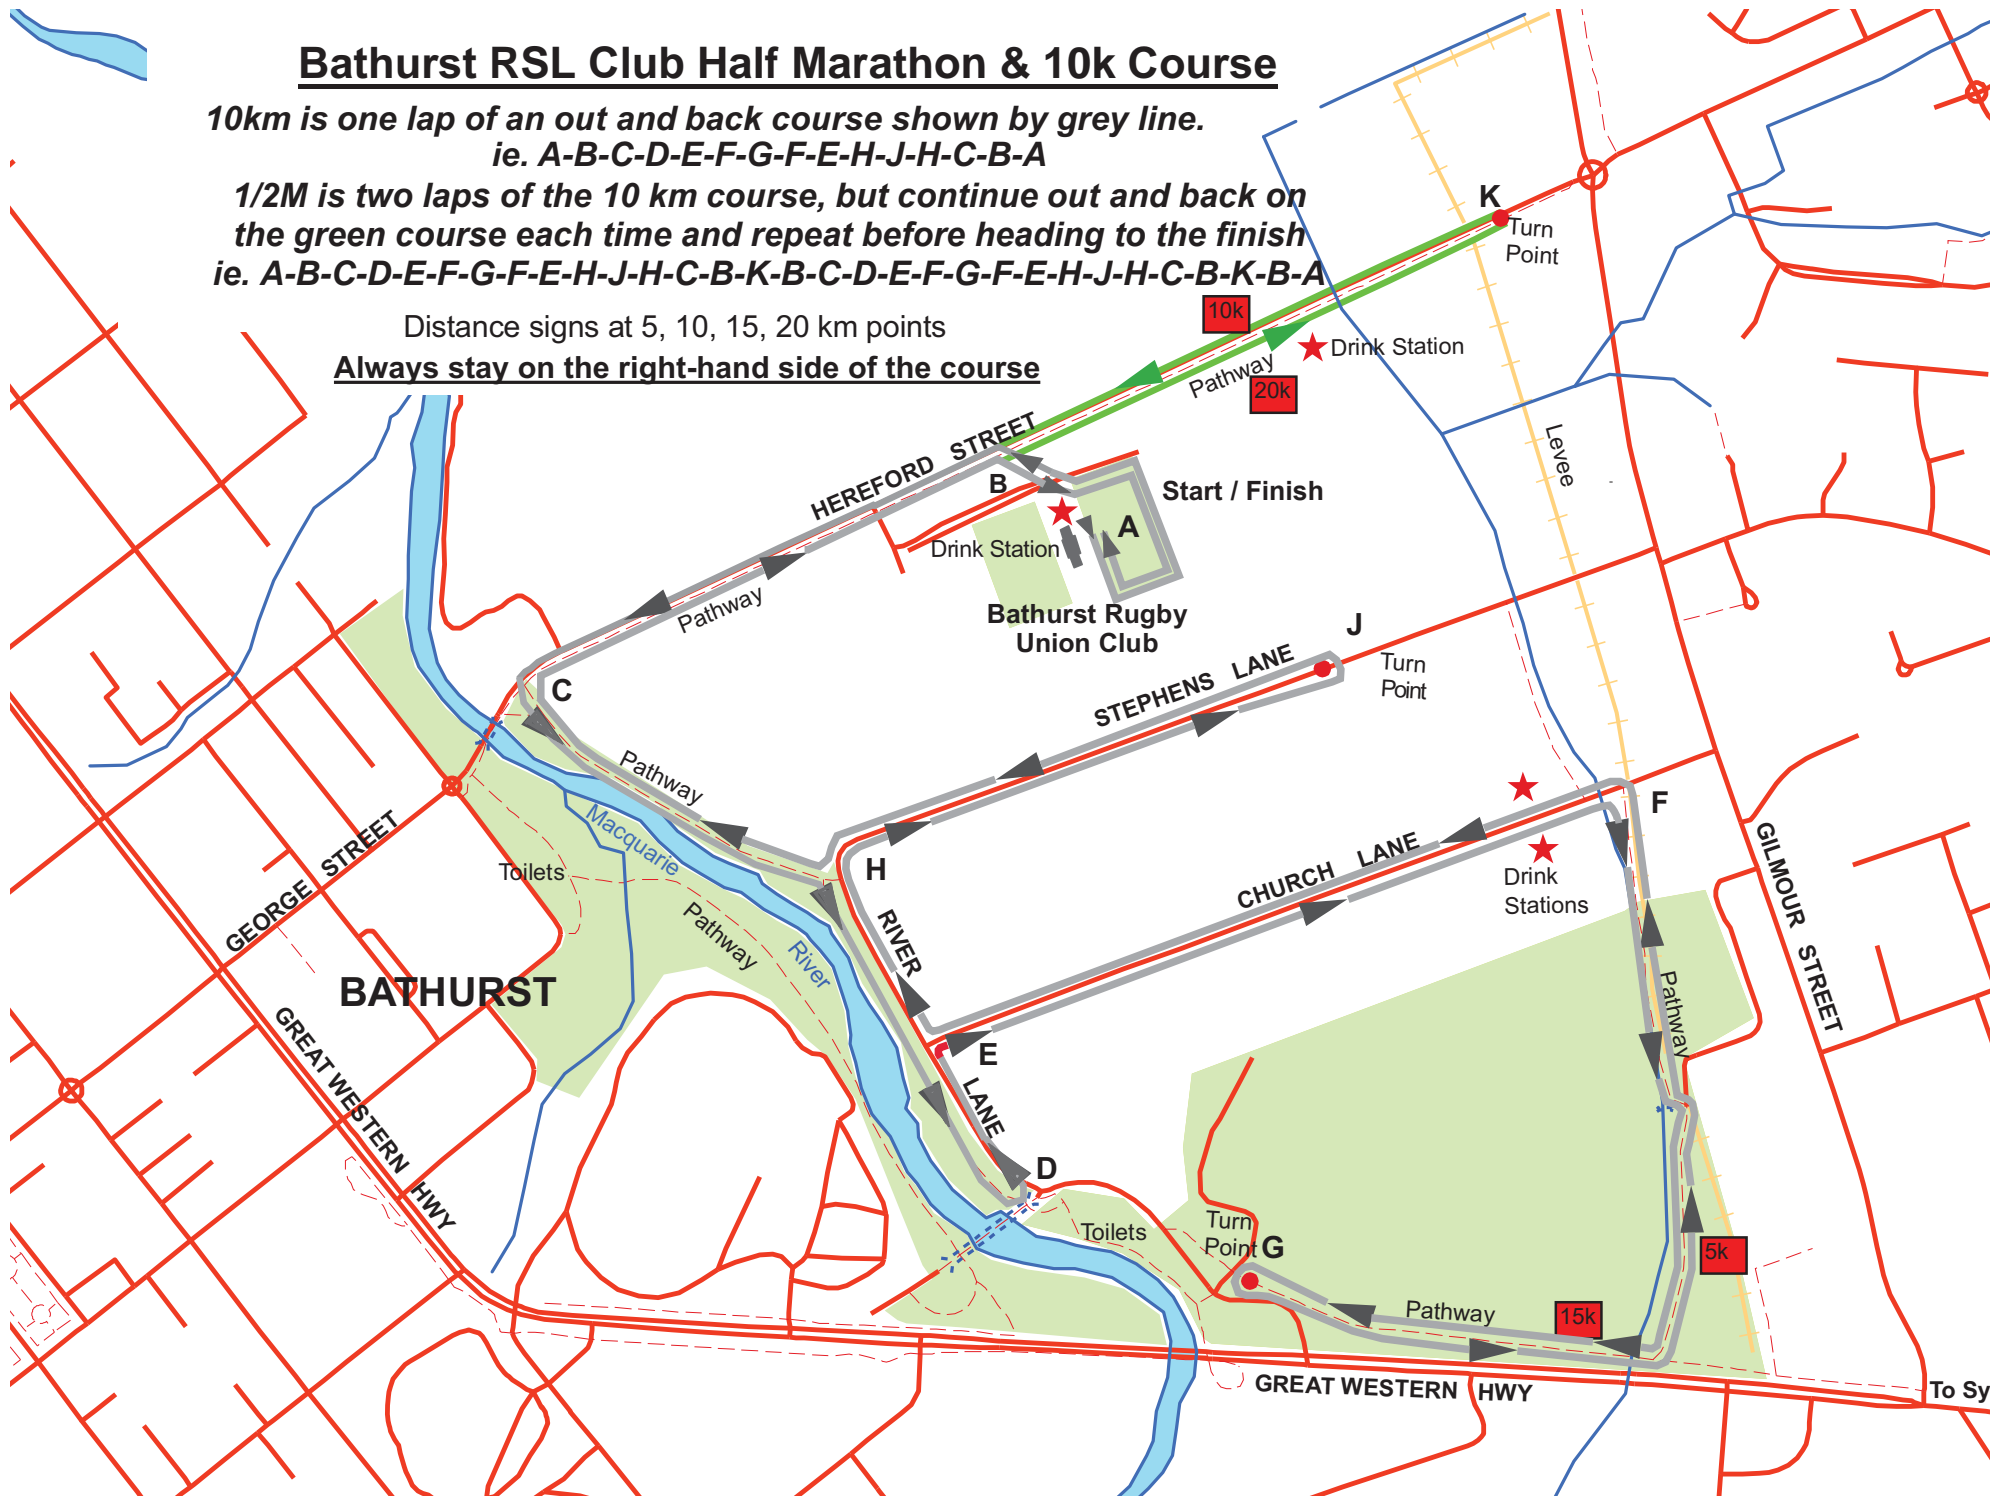 Bathurst RSL Club Half Marathon & 10k Course
10km is one lap of an out and back course shown by grey line.
ie. A-B-C-D-E-F-G-F-E-H-J-H-C-B-A
1/2M is two laps of the 10 km course, but continue out and back on
the green course each time and repeat before heading to the finish
ie. A-B-C-D-E-F-G-F-E-H-J-H-C-B-K-B-C-D-E-F-G-F-E-H-J-H-C-B-K-B-A
Distance signs at 5, 10, 15, 20 km points
Always stay on the right-hand side of the course
K
Turn
Point
10k
Drink Station
Pathway
20k
HEREFORD STREET
B
Start / Finish
A
Drink Station
Levee
Pathway
Bathurst Rugby
Union Club
J
Turn
Point
STEPHENS LANE
C
Pathway
F
Macquarie
GEORGE STREET
Toilets
H
CHURCH LANE
Drink
Stations
GILMOUR STREET
Pathway
River
RIVER LANE
BATHURST
E
Pathway
GREAT WESTERN HWY
D
Toilets
Turn
Point
G
5k
Pathway
15k
GREAT WESTERN HWY
To Sy